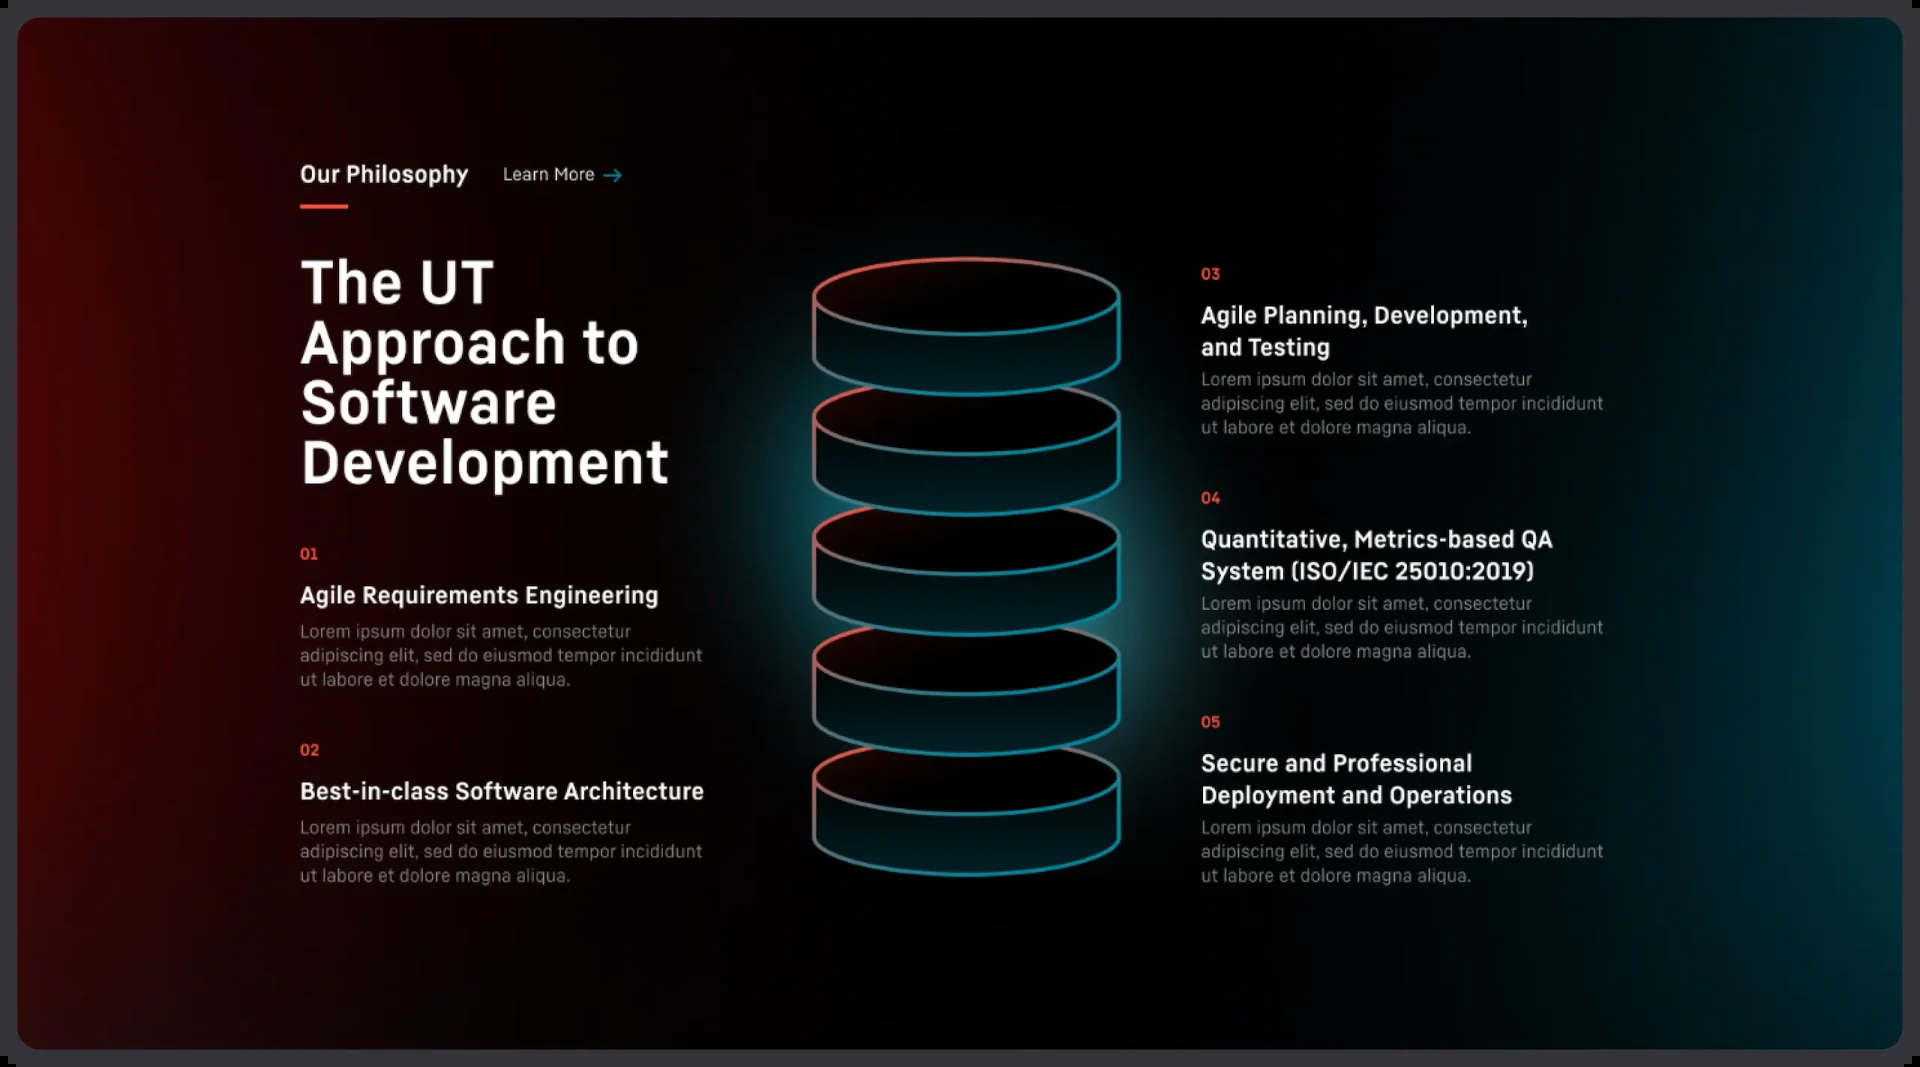 Our Philosophy
Learn More →
The UT
Approach to
Software
Development
01
Agile Requirements Engineering
Lorem ipsum dolor sit amet, consectetur
adipiscing elit, sed do eiusmod tempor incididunt
ut labore et dolore magna aliqua.
02
Best-in-class Software Architecture
Lorem ipsum dolor sit amet, consectetur
adipiscing elit, sed do eiusmod tempor incididunt
ut labore et dolore magna aliqua.
03
Agile Planning, Development,
and Testing
Lorem ipsum dolor sit amet, consectetur
adipiscing elit, sed do eiusmod tempor incididunt
ut labore et dolore magna aliqua.
04
Quantitative, Metrics-based QA
System (ISO/IEC 25010:2019)
Lorem ipsum dolor sit amet, consectetur
adipiscing elit, sed do eiusmod tempor incididunt
ut labore et dolore magna aliqua.
05
Secure and Professional
Deployment and Operations
Lorem ipsum dolor sit amet, consectetur
adipiscing elit, sed do eiusmod tempor incididunt
ut labore et dolore magna aliqua.